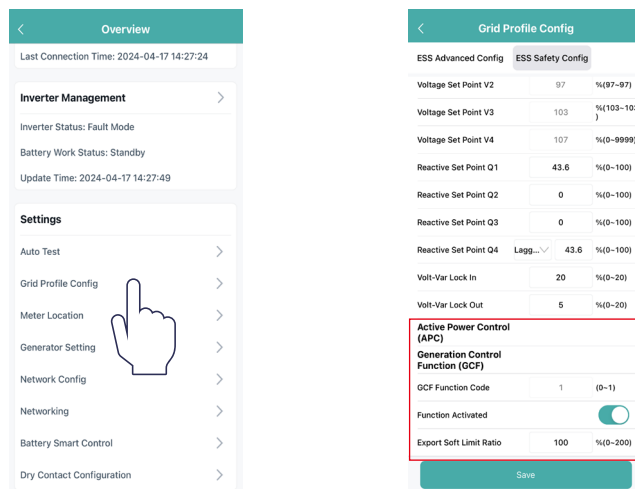 Overview
Last Connection Time: 2024-04-17 14:27:24
Inverter Management
Inverter Status: Fault Mode
Battery Work Status: Standby
Update Time: 2024-04-17 14:27:49
Settings
Auto Test
Grid Profile Config
Meter Location
Generator Setting
Network Config
Networking
Battery Smart Control
Dry Contact Configuration
Grid Profile Config
ESS Advanced Config ESS Safety Config
Voltage Set Point V2 97 %(97~97)
Voltage Set Point V3 103 %(103~103
)
Voltage Set Point V4 107 %(0~9999)
Reactive Set Point Q1 43.6 %(0~100)
Reactive Set Point Q2 0 %(0~100)
Reactive Set Point Q3 0 %(0~100)
Reactive Set Point Q4 Lagg... 43.6 %(0~100)
Volt-Var Lock In 20 %(0~20)
Volt-Var Lock Out 5 %(0~20)
Active Power Control
(APC)
Generation Control
Function (GCF)
GCF Function Code 1 (0~1)
Function Activated
Export Soft Limit Ratio 100 %(0~200)
Save